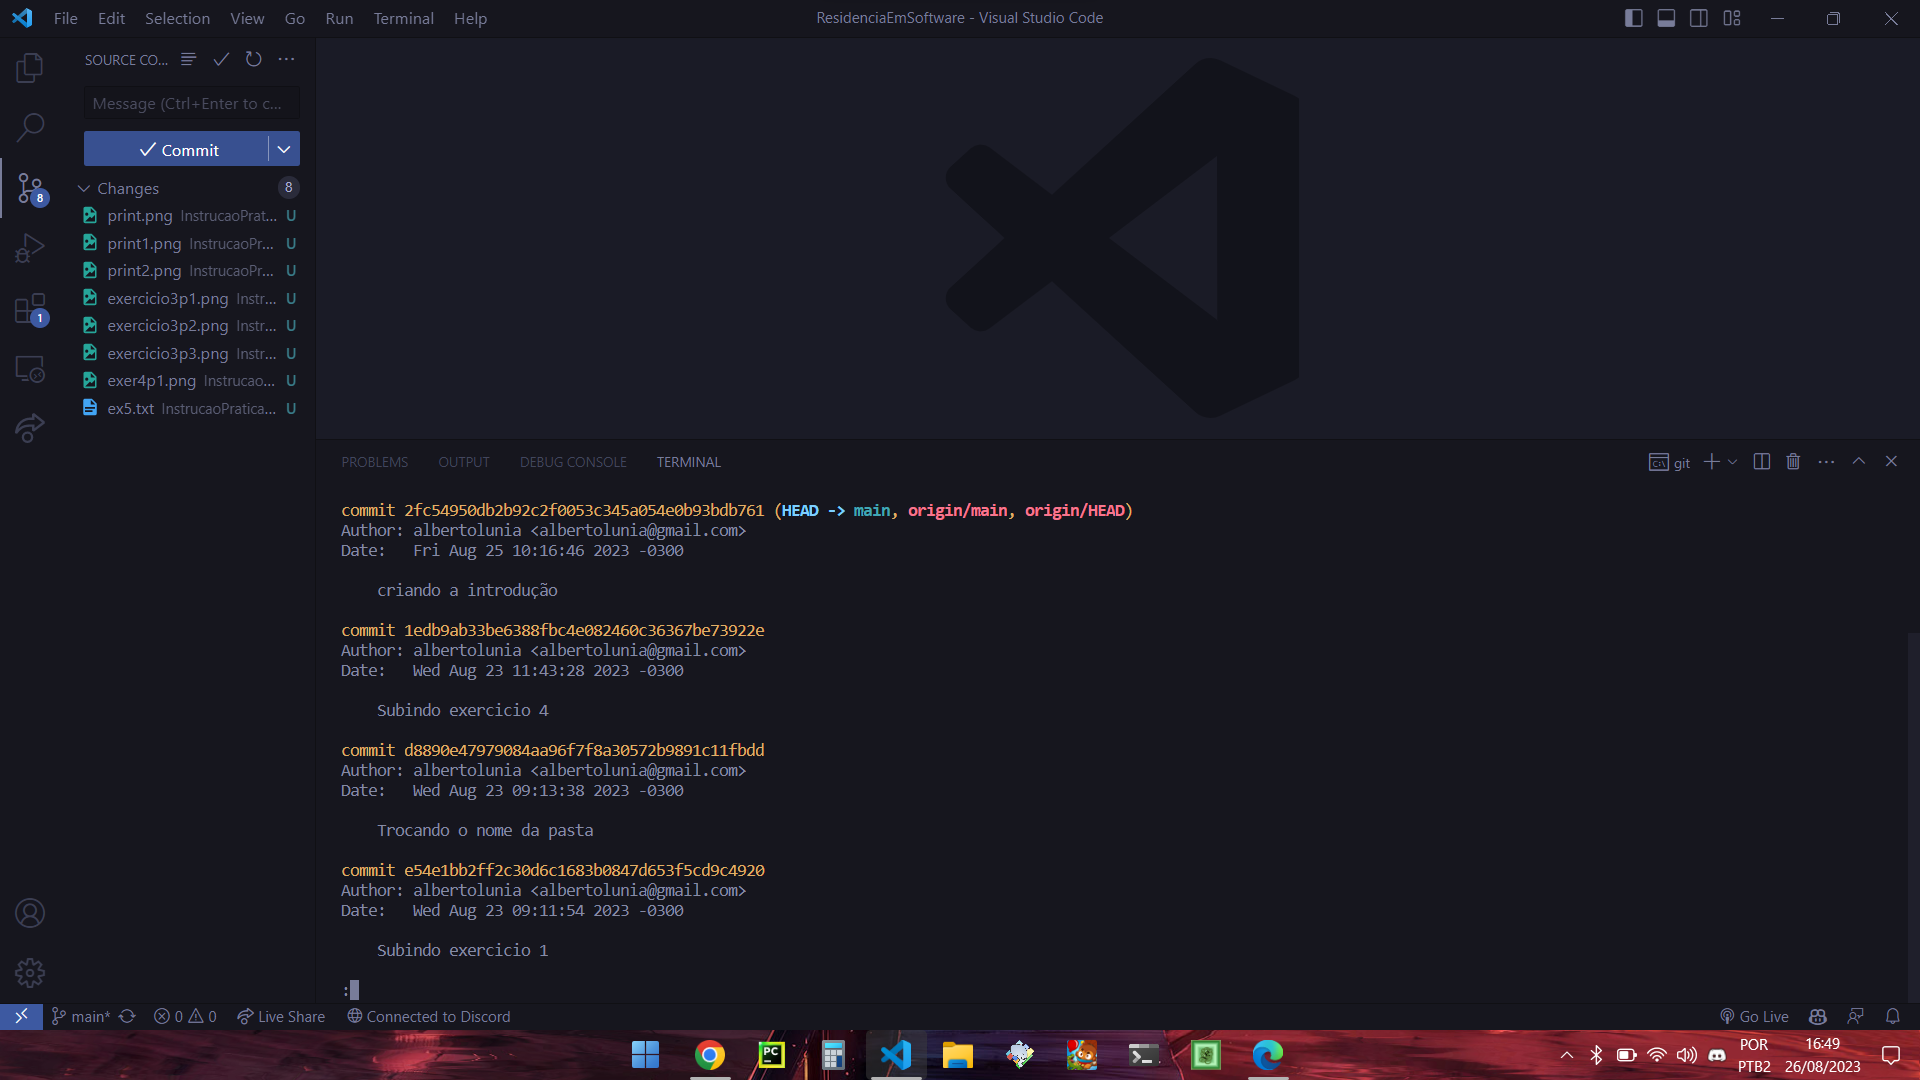 File Edit Selection View Go Run Terminal Help
ResidenciaEmSoftware - Visual Studio Code
SOURCE CO...
Message (Ctrl+Enter to c...
Commit
Changes 8
print.png InstrucaoPrat... U
print1.png InstrucaoPr... U
print2.png InstrucaoPr... U
exercicio3p1.png Instr... U
exercicio3p2.png Instr... U
exercicio3p3.png Instr... U
exer4p1.png Instrucao... U
ex5.txt InstrucaoPratica... U
8
1
PROBLEMS OUTPUT DEBUG CONSOLE TERMINAL
git
commit 2fc54950db2b92c2f0053c345a054e0b93bdb761 (HEAD -> main, origin/main, origin/HEAD)
Author: albertolunia <albertolunia@gmail.com>
Date:   Fri Aug 25 10:16:46 2023 -0300
criando a introdução
commit 1edb9ab33be6388fbc4e082460c36367be73922e
Author: albertolunia <albertolunia@gmail.com>
Date:   Wed Aug 23 11:43:28 2023 -0300
Subindo exercicio 4
commit d8890e47979084aa96f7f8a30572b9891c11fbdd
Author: albertolunia <albertolunia@gmail.com>
Date:   Wed Aug 23 09:13:38 2023 -0300
Trocando o nome da pasta
commit e54e1bb2ff2c30d6c1683b0847d653f5cd9c4920
Author: albertolunia <albertolunia@gmail.com>
Date:   Wed Aug 23 09:11:54 2023 -0300
Subindo exercicio 1
:
main* 0 0 Live Share Connected to Discord
Go Live
PC
POR
PTB2
16:49
26/08/2023